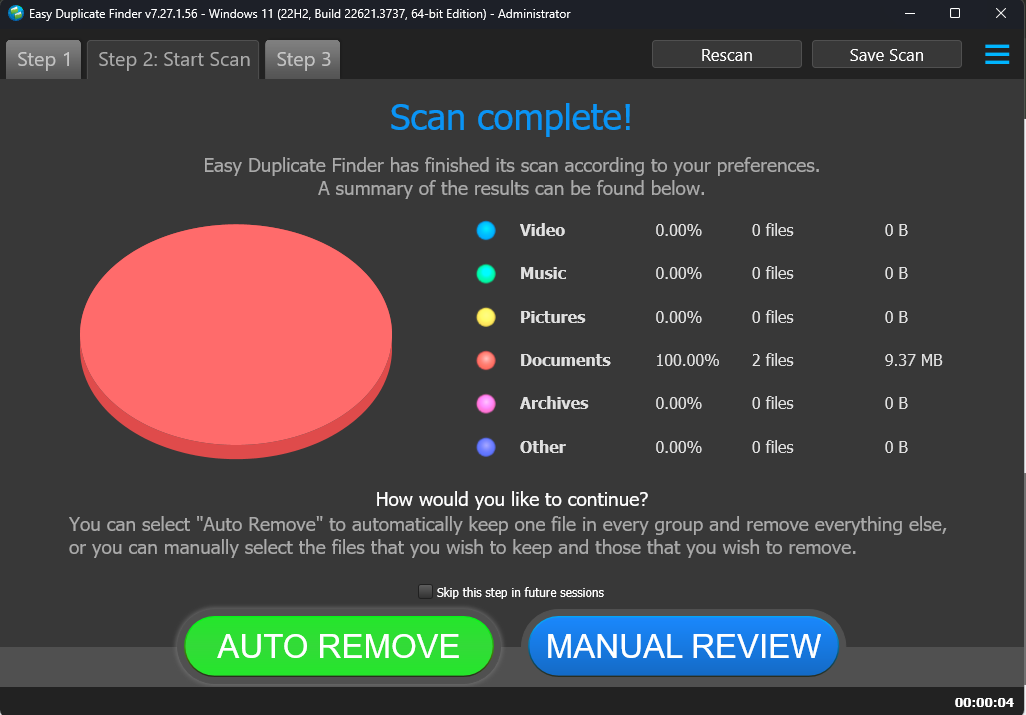 Easy Duplicate Finder v7.27.1.56 - Windows 11 (22H2, Build 22621.3737, 64-bit Edition) - Administrator
Step 1 Step 2: Start Scan Step 3 Rescan Save Scan
Scan complete!
Easy Duplicate Finder has finished its scan according to your preferences.
A summary of the results can be found below.
Video 0.00% 0 files 0 B
Music 0.00% 0 files 0 B
Pictures 0.00% 0 files 0 B
Documents 100.00% 2 files 9.37 MB
Archives 0.00% 0 files 0 B
Other 0.00% 0 files 0 B
How would you like to continue?
You can select "Auto Remove" to automatically keep one file in every group and remove everything else,
or you can manually select the files that you wish to keep and those that you wish to remove.
Skip this step in future sessions
AUTO REMOVE MANUAL REVIEW
00:00:04